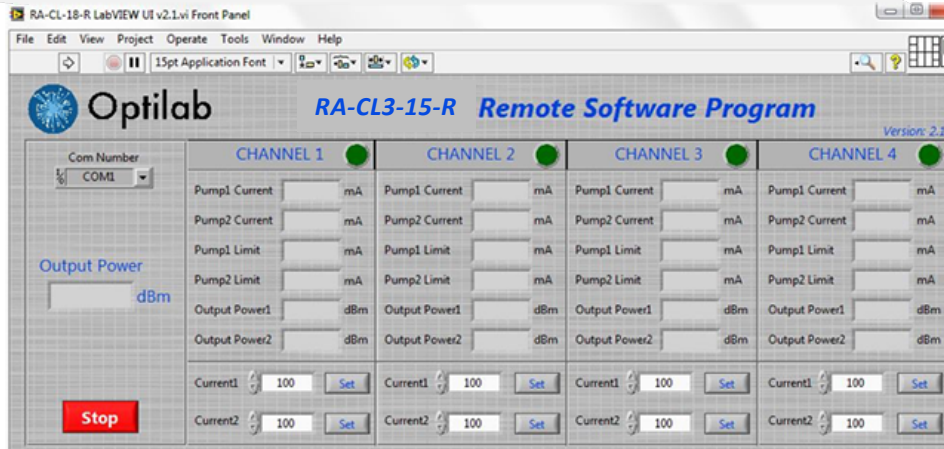 RA-CL-18-R LabVIEW UI v2.1.vi Front Panel
File Edit View Project Operate Tools Window Help
15pt Application Font
Optilab RA-CL3-15-R Remote Software Program
Version: 2.1
Com Number CHANNEL 1 CHANNEL 2 CHANNEL 3 CHANNEL 4
COM1
Pump1 Current mA Pump1 Current mA Pump1 Current mA Pump1 Current mA
Pump2 Current mA Pump2 Current mA Pump2 Current mA Pump2 Current mA
Pump1 Limit mA Pump1 Limit mA Pump1 Limit mA Pump1 Limit mA
Output Power
Pump2 Limit mA Pump2 Limit mA Pump2 Limit mA Pump2 Limit mA
dBm
Output Power1 dBm Output Power1 dBm Output Power1 dBm Output Power1 dBm
Output Power2 dBm Output Power2 dBm Output Power2 dBm Output Power2 dBm
Current1 100 Set Current1 100 Set Current1 100 Set Current1 100 Set
Stop
Current2 100 Set Current2 100 Set Current2 100 Set Current2 100 Set